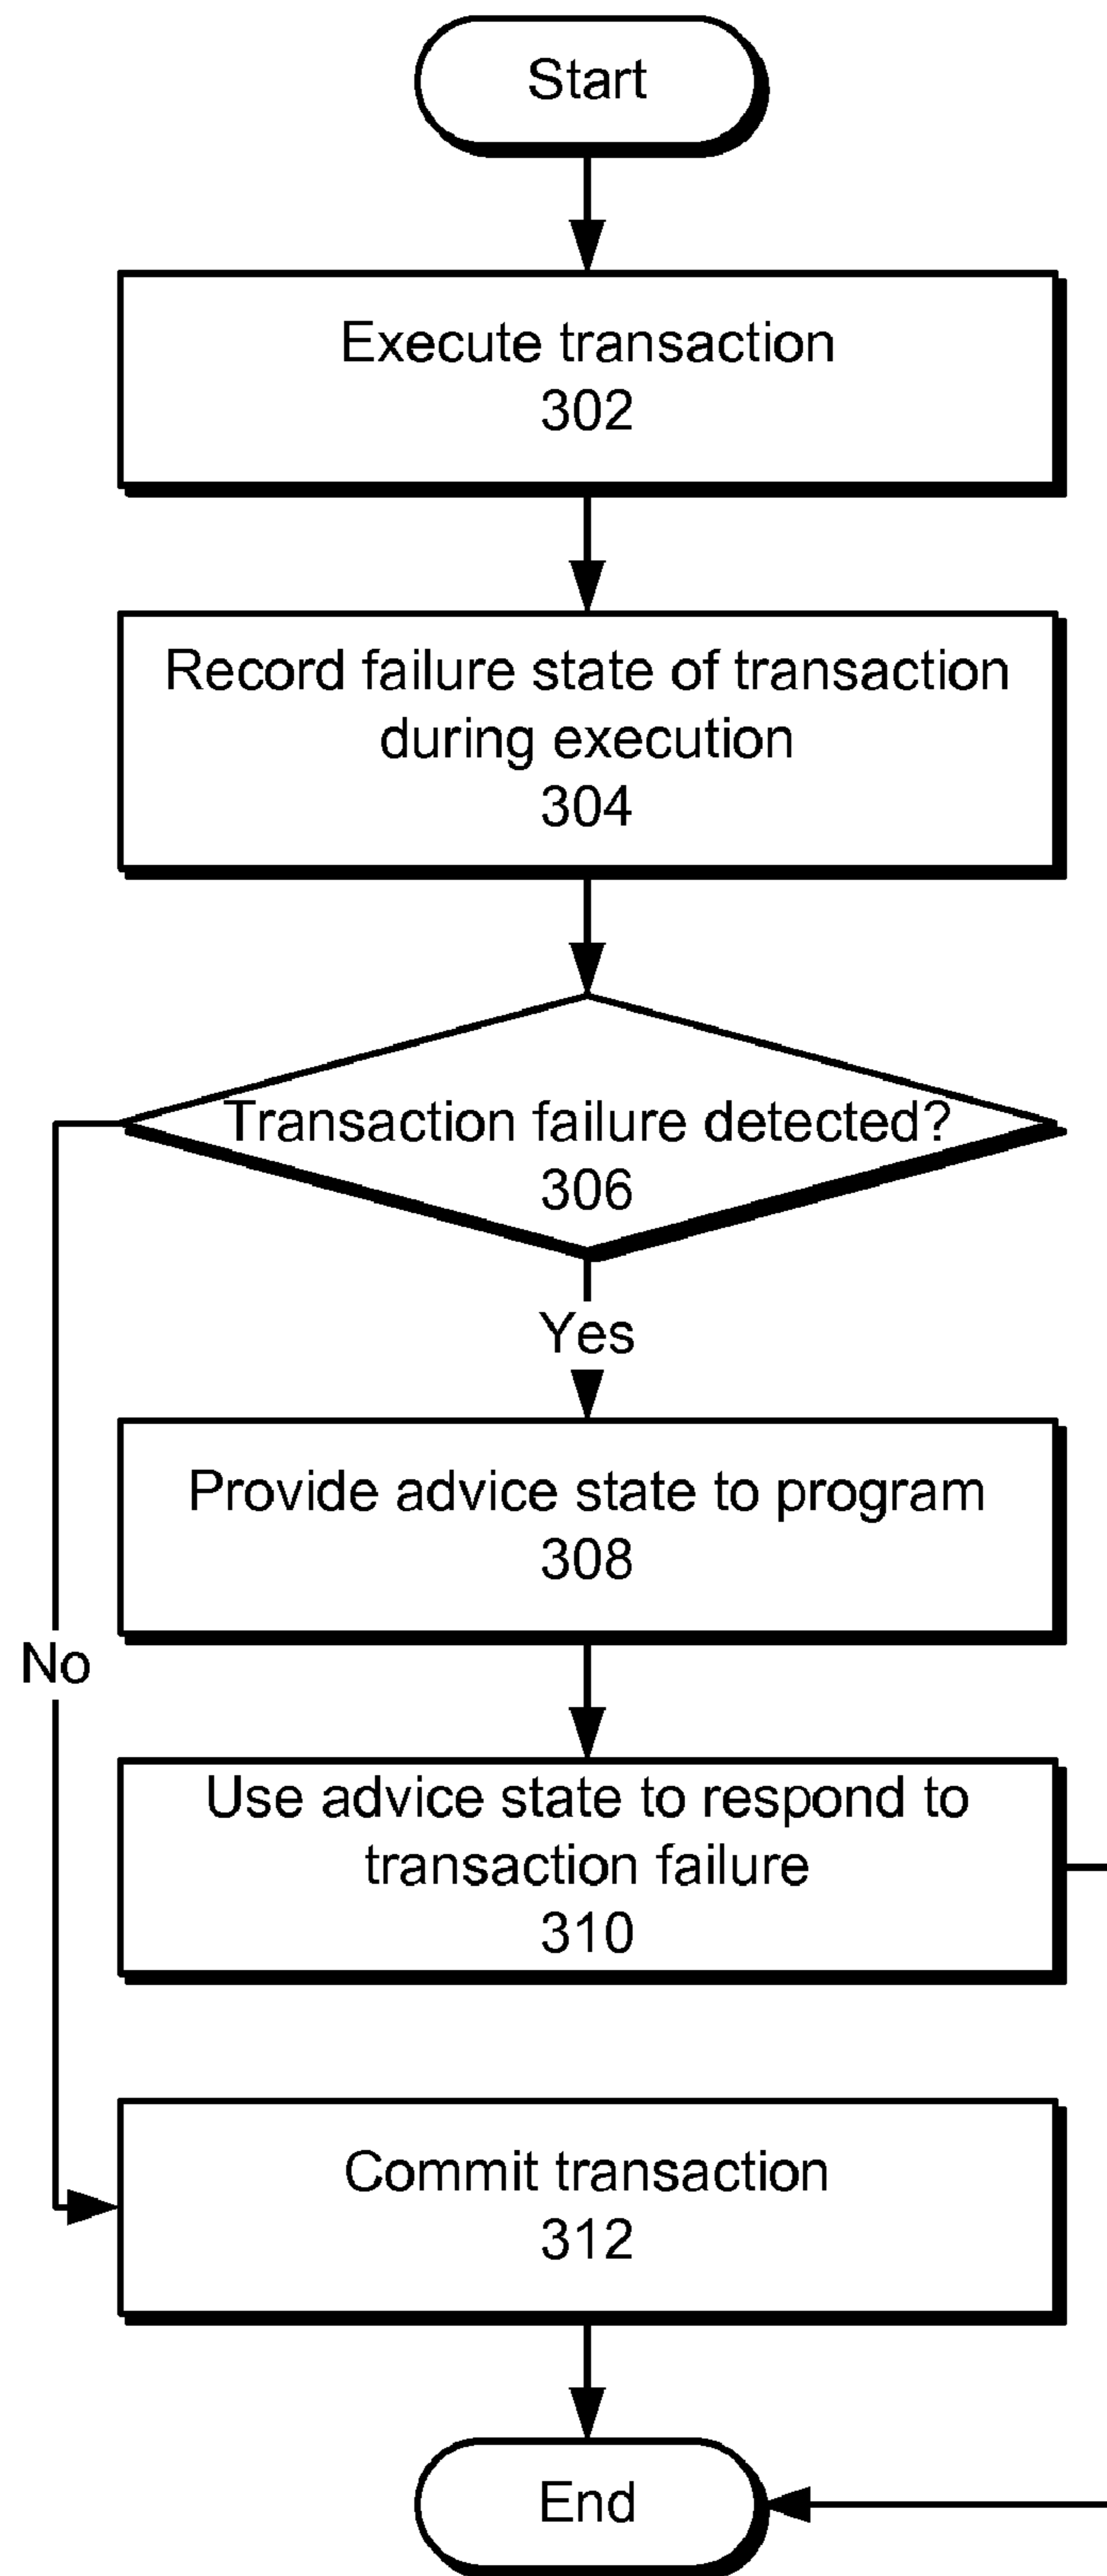 Start
Execute transaction
302
Record failure state of transaction
during execution
304
Transaction failure detected?
306
Yes
Provide advice state to program
308
No
Use advice state to respond to
transaction failure
310
Commit transaction
312
End